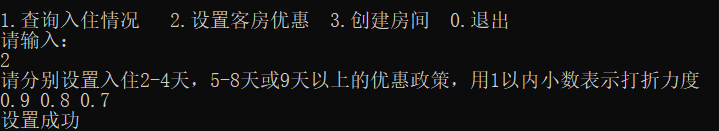 1.查询入住情况   2.设置客房优惠  3.创建房间  0.退出
请输入：
2
请分别设置入住2-4天，5-8天或9天以上的优惠政策，用1以内小数表示打折力度
0.9 0.8 0.7
设置成功